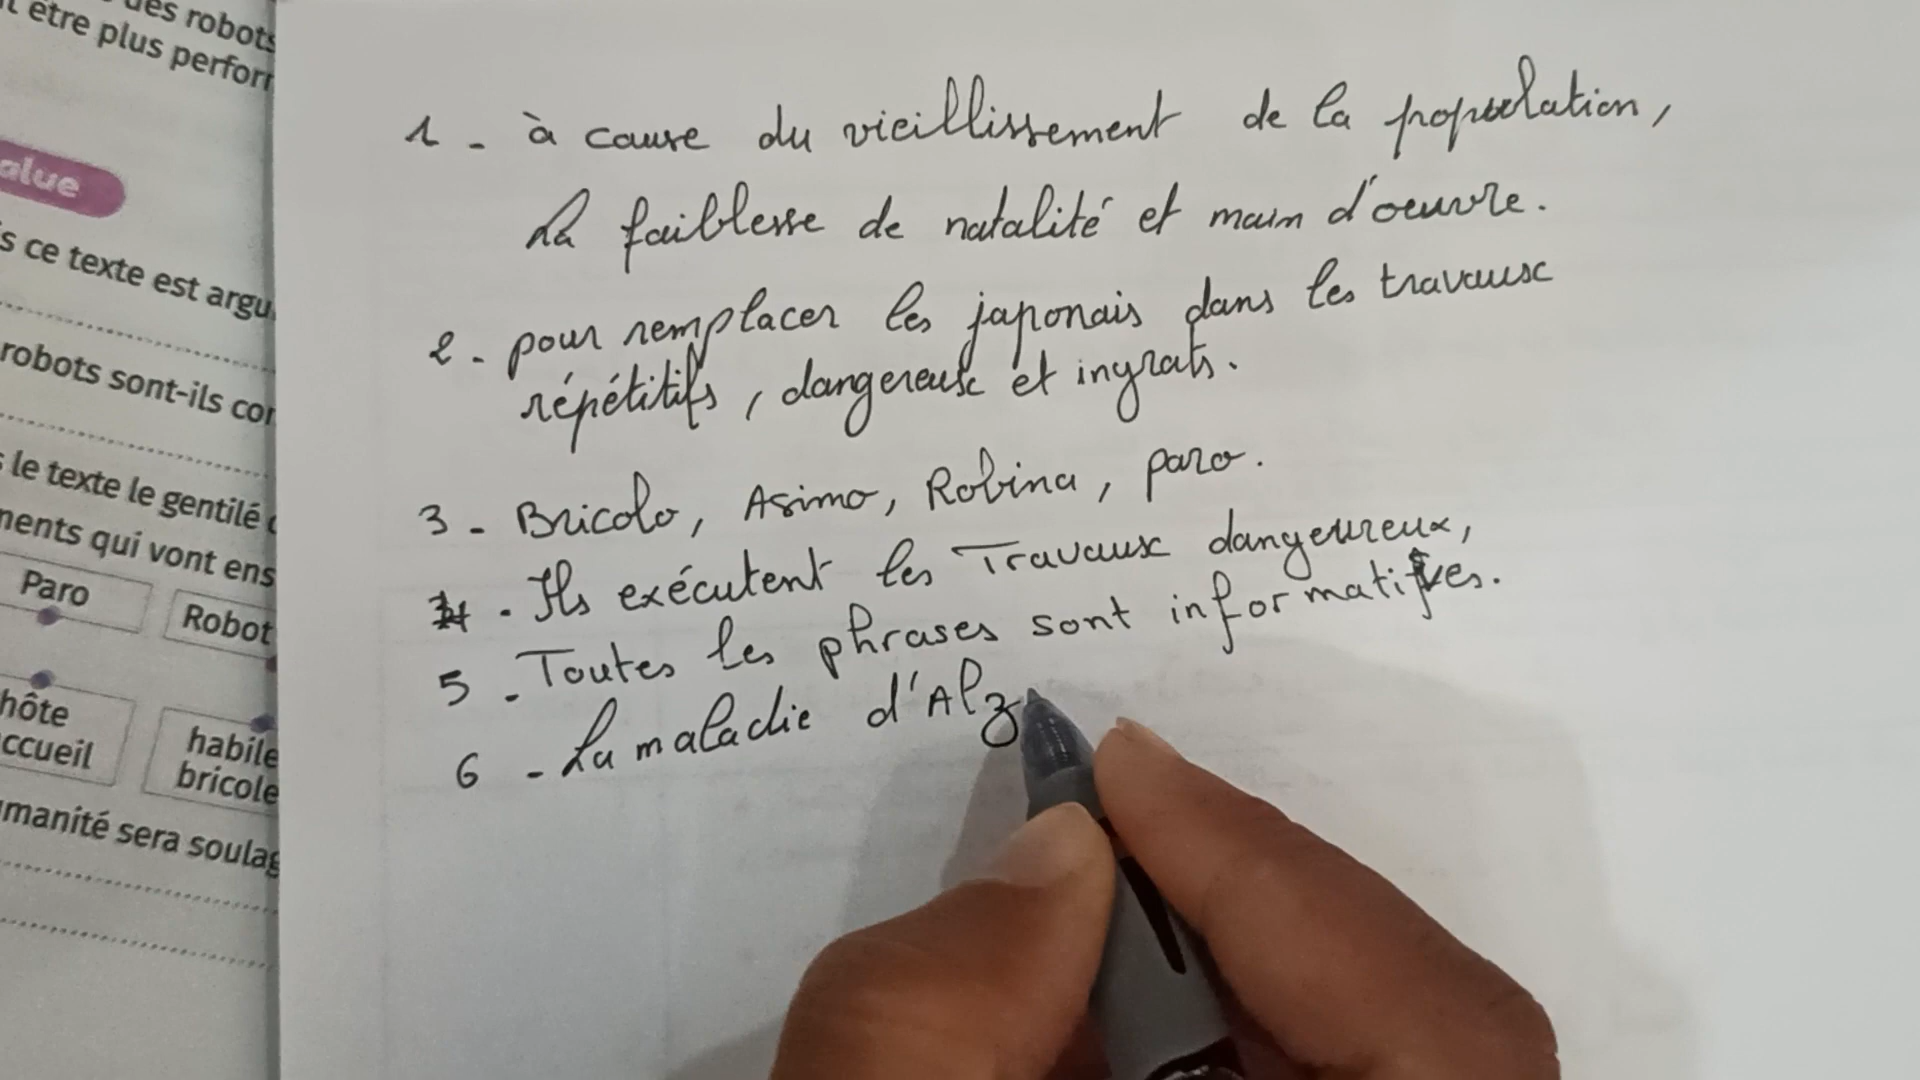 des robots
être plus perfor
alue
s ce texte est argu
robots sont-ils co
le texte le gentilé
ments qui vont ens
Paro
Robot
hôte
ccueil
habile
bricole
manité sera soulag
1 - à cause du vieillissement de la population,
La faiblesse de natalité et main d'oeuvre.
2 - pour remplacer les japonais dans les travaux
répétitifs, dangereux et ingrats.
3 - Bricolo, Asimo, Robina, paro.
4 - Ils exécutent les Travaux dangeureux,
5 - Toutes les phrases sont informatives.
6 - La maladie d'Alz